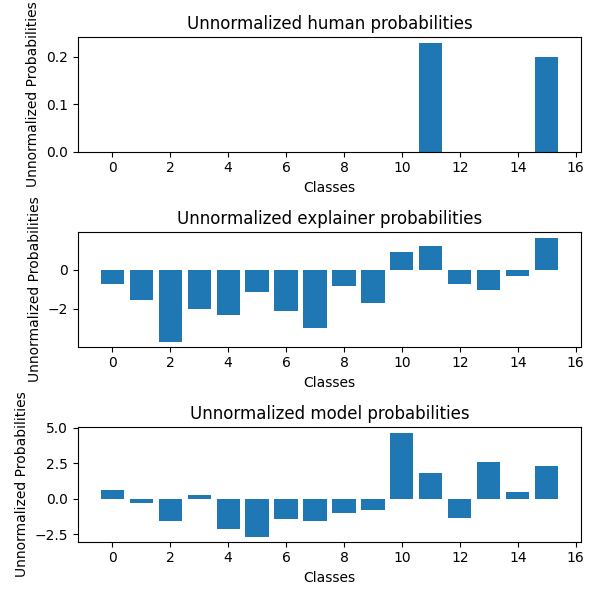 Unnormalized human probabilities
Unnormalized Probabilities
0.2
0.1
0.0
0 2 4 6 8 10 12 14 16
Classes
Unnormalized explainer probabilities
Unnormalized Probabilities
0
−2
0 2 4 6 8 10 12 14 16
Classes
Unnormalized model probabilities
Unnormalized Probabilities
5.0
2.5
0.0
−2.5
0 2 4 6 8 10 12 14 16
Classes